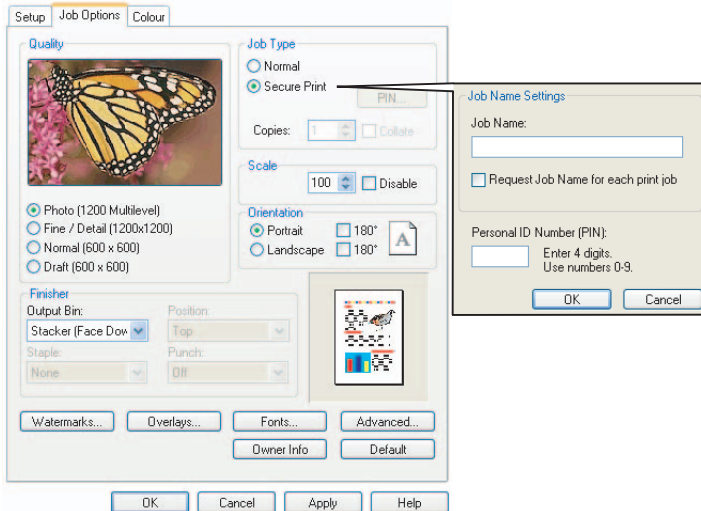 Setup Job Options Colour
Quality
Photo (1200 Multilevel)
Fine / Detail (1200x1200)
Normal (600 x 600)
Draft (600 x 600)
Job Type
Normal
Secure Print
PIN...
Copies: 1 Collate
Scale
100 Disable
Orientation
Portrait 180°
Landscape 180°
A
Finisher
Output Bin: Position:
Stacker (Face Dow Top
Staple: Punch:
None Off
Watermarks... Overlays... Fonts... Advanced...
Owner Info Default
OK Cancel Apply Help
Job Name Settings
Job Name:
Request Job Name for each print job
Personal ID Number (PIN):
Enter 4 digits.
Use numbers 0-9.
OK Cancel